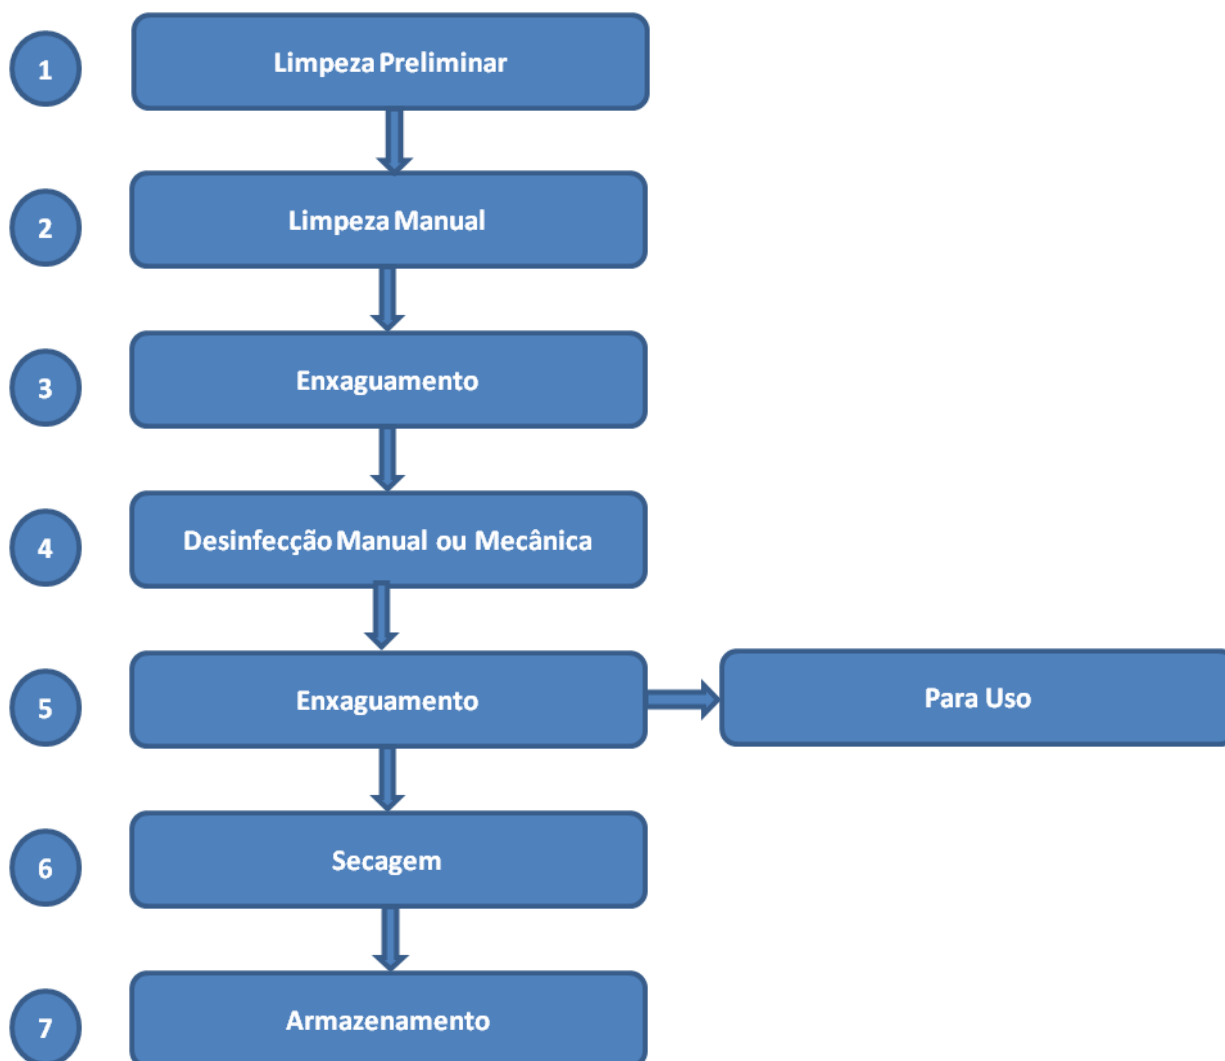 1
Limpeza Preliminar
2
Limpeza Manual
3
Enxaguamento
4
Desinfecção Manual ou Mecânica
5
Enxaguamento
Para Uso
6
Secagem
7
Armazenamento